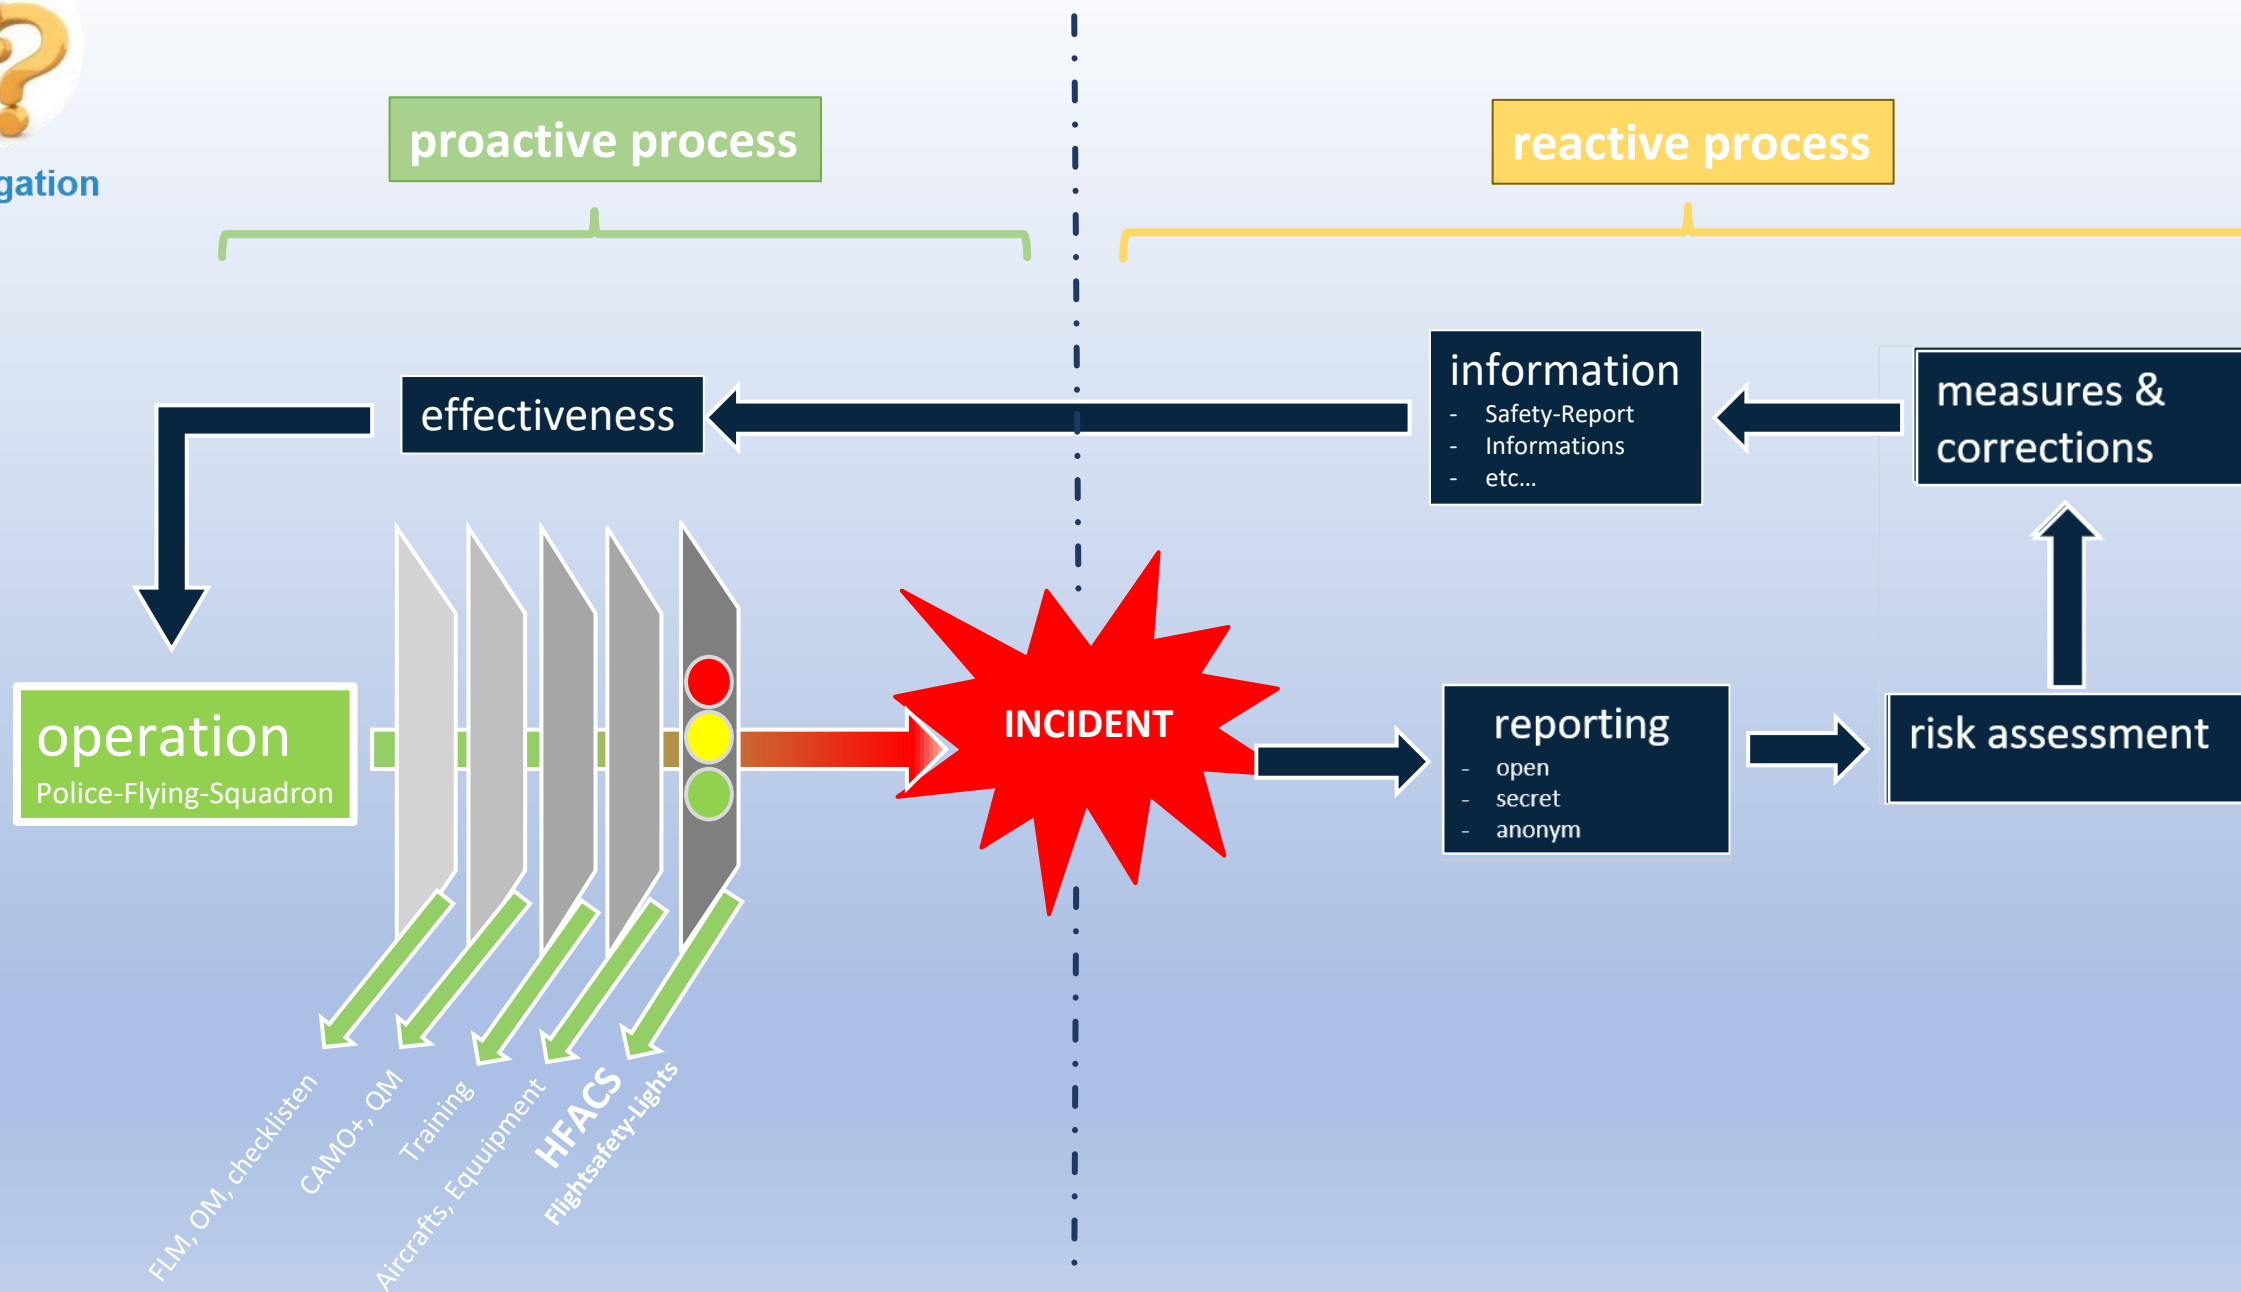 gation
proactive process
reactive process
effectiveness
information
- Safety-Report
- Informations
- etc...
measures &
corrections
operation
Police-Flying-Squadron
INCIDENT
reporting
- open
- secret
- anonym
risk assessment
FLM, OM, checklisten
CAMO+, QM
Training
Aircrafts, Equuipment
HFACS
Flightsafety-Lights